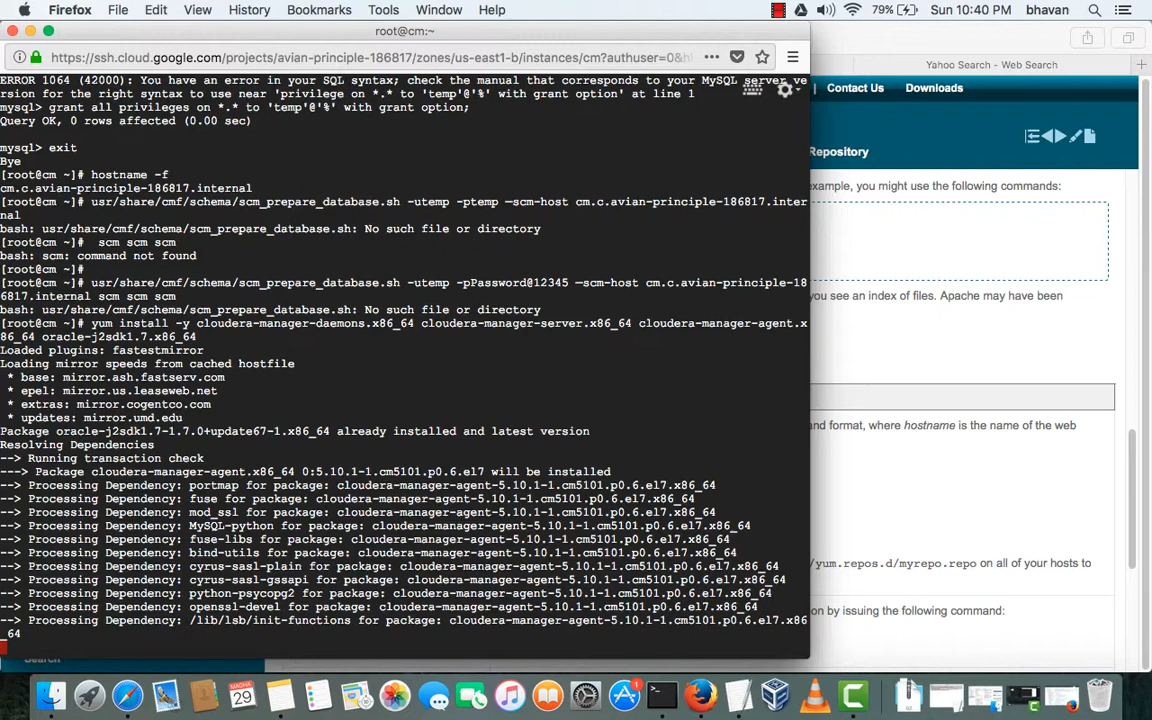 Firefox File Edit View History Bookmarks Tools Window Help 79% Sun 10:40 PM bhavan
root@cm:~
https://ssh.cloud.google.com/projects/avian-principle-186817/zones/us-east1-b/instances/cm?authuser=0&h
Yahoo Search - Web Search
Contact Us Downloads
Repository
example, you might use the following commands:
you see an index of files. Apache may have been
and format, where hostname is the name of the web
/yum.repos.d/myrepo.repo on all of your hosts to
on by issuing the following command:
ERROR 1064 (42000): You have an error in your SQL syntax; check the manual that corresponds to your MySQL server ve
rsion for the right syntax to use near 'privilege on *.* to 'temp'@'%' with grant option' at line 1
mysql> grant all privileges on *.* to 'temp'@'%' with grant option;
Query OK, 0 rows affected (0.00 sec)
mysql> exit
Bye
[root@cm ~]# hostname -f
cm.c.avian-principle-186817.internal
[root@cm ~]# usr/share/cmf/schema/scm_prepare_database.sh -utemp -ptemp —scm-host cm.c.avian-principle-186817.inter
nal
bash: usr/share/cmf/schema/scm_prepare_database.sh: No such file or directory
[root@cm ~]#  scm scm scm
bash: scm: command not found
[root@cm ~]#
[root@cm ~]# usr/share/cmf/schema/scm_prepare_database.sh -utemp -pPassword@12345 —scm-host cm.c.avian-principle-18
6817.internal scm scm scm
bash: usr/share/cmf/schema/scm_prepare_database.sh: No such file or directory
[root@cm ~]# yum install -y cloudera-manager-daemons.x86_64 cloudera-manager-server.x86_64 cloudera-manager-agent.x
86_64 oracle-j2sdk1.7.x86_64
Loaded plugins: fastestmirror
Loading mirror speeds from cached hostfile
* base: mirror.ash.fastserv.com
* epel: mirror.us.leaseweb.net
* extras: mirror.cogentco.com
* updates: mirror.umd.edu
Package oracle-j2sdk1.7-1.7.0+update67-1.x86_64 already installed and latest version
Resolving Dependencies
--> Running transaction check
---> Package cloudera-manager-agent.x86_64 0:5.10.1-1.cm5101.p0.6.el7 will be installed
--> Processing Dependency: portmap for package: cloudera-manager-agent-5.10.1-1.cm5101.p0.6.el7.x86_64
--> Processing Dependency: fuse for package: cloudera-manager-agent-5.10.1-1.cm5101.p0.6.el7.x86_64
--> Processing Dependency: mod_ssl for package: cloudera-manager-agent-5.10.1-1.cm5101.p0.6.el7.x86_64
--> Processing Dependency: MySQL-python for package: cloudera-manager-agent-5.10.1-1.cm5101.p0.6.el7.x86_64
--> Processing Dependency: fuse-libs for package: cloudera-manager-agent-5.10.1-1.cm5101.p0.6.el7.x86_64
--> Processing Dependency: bind-utils for package: cloudera-manager-agent-5.10.1-1.cm5101.p0.6.el7.x86_64
--> Processing Dependency: cyrus-sasl-plain for package: cloudera-manager-agent-5.10.1-1.cm5101.p0.6.el7.x86_64
--> Processing Dependency: cyrus-sasl-gssapi for package: cloudera-manager-agent-5.10.1-1.cm5101.p0.6.el7.x86_64
--> Processing Dependency: python-psycopg2 for package: cloudera-manager-agent-5.10.1-1.cm5101.p0.6.el7.x86_64
--> Processing Dependency: openssl-devel for package: cloudera-manager-agent-5.10.1-1.cm5101.p0.6.el7.x86_64
--> Processing Dependency: /lib/lsb/init-functions for package: cloudera-manager-agent-5.10.1-1.cm5101.p0.6.el7.x86
_64
MAGHA
29
1